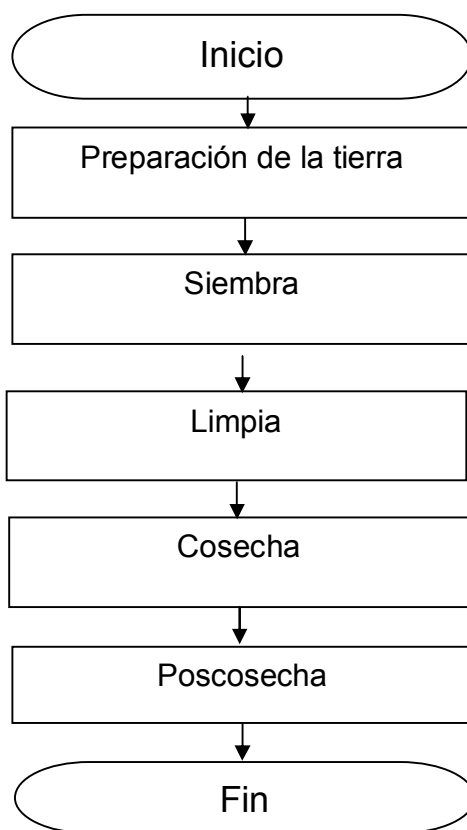 Inicio
Preparación de la tierra
Siembra
Limpia
Cosecha
Poscosecha
Fin